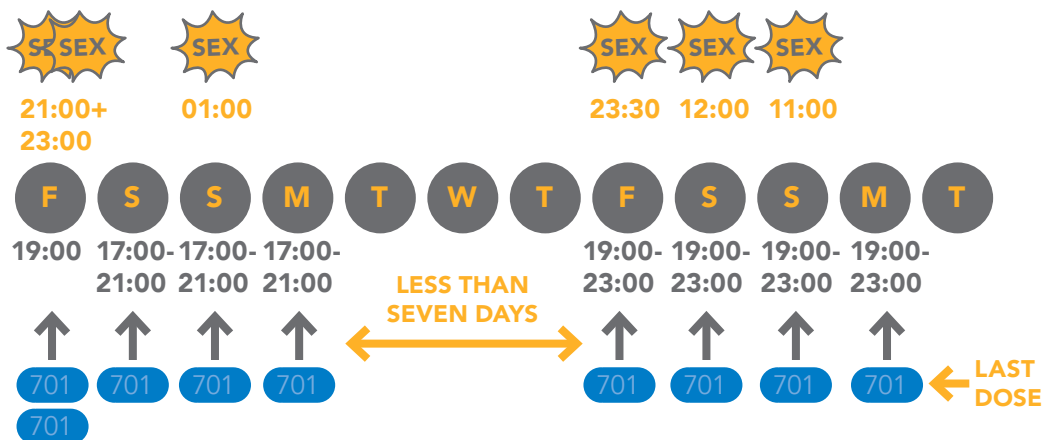 SE SEX SEX SEX SEX SEX
21:00+ 01:00 23:30 12:00 11:00
23:00
F S S M T W T F S S M T
19:00 17:00- 17:00- 17:00- 19:00- 19:00- 19:00- 19:00-
21:00 21:00 21:00 23:00 23:00 23:00 23:00
LESS THAN
SEVEN DAYS
701 701 701 701 701 701 701 701
LAST
DOSE
701